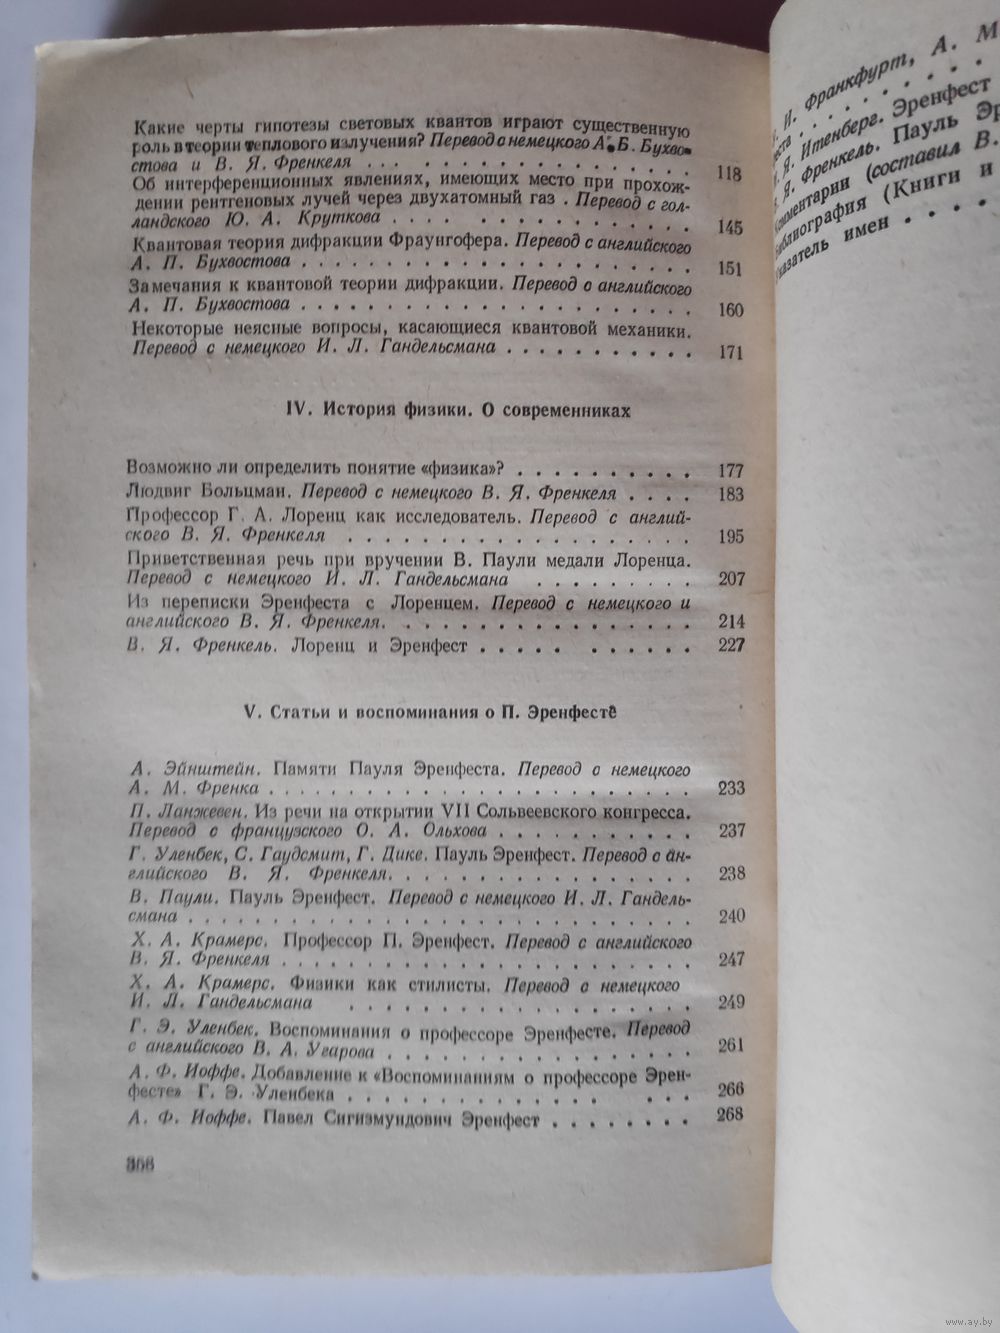 Какие черты гипотезы световых квантов играют существенную
роль в теории теплового излучения? Перевод с немецкого А. Б. Бухво-
стова и В. Я. Френкеля . . . . . . . . . . . . . . . . 118
Об интерференционных явлениях, имеющих место при прохож-
дении рентгеновых лучей через двухатомный газ . Перевод с гол-
ландского Ю. А. Круткова . . . . . . . . . . . . . . 145
Квантовая теория дифракции Фраунгофера. Перевод с английского
А. П. Бухвостова . . . . . . . . . . . . . . . . . . . 151
Замечания к квантовой теории дифракции. Перевод с английского
А. П. Бухвостова . . . . . . . . . . . . . . . . . . . 160
Некоторые неясные вопросы, касающиеся квантовой механики.
Перевод с немецкого И. Л. Гандельсмана . . . . . . . . . . 171
IV. История физики. О современниках
Возможно ли определить понятие «физика»? . . . . . . . . . . 177
Людвиг Больцман. Перевод с немецкого В. Я. Френкеля . . . . 183
Профессор Г. А. Лоренц как исследователь. Перевод с англий-
ского В. Я. Френкеля . . . . . . . . . . . . . . . . . 195
Приветственная речь при вручении В. Паули медали Лоренца.
Перевод с немецкого И. Л. Гандельсмана . . . . . . . . . 207
Из переписки Эренфеста с Лоренцем. Перевод с немецкого и
английского В. Я. Френкеля. . . . . . . . . . . . . . . . 214
В. Я. Френкель. Лоренц и Эренфест . . . . . . . . . . . 227
V. Статьи и воспоминания о П. Эренфесте
А. Эйнштейн. Памяти Пауля Эренфеста. Перевод с немецкого
А. М. Френка . . . . . . . . . . . . . . . . . . . . . 233
П. Ланжевен. Из речи на открытии VII Сольвеевского конгресса.
Перевод с французского О. А. Ольхова . . . . . . . . . . . 237
Г. Уленбек, С. Гаудсмит, Г. Дике. Пауль Эренфест. Перевод с ан-
глийского В. Я. Френкеля. . . . . . . . . . . . . . . . 238
В. Паули. Пауль Эренфест. Перевод с немецкого И. Л. Гандель-
смана . . . . . . . . . . . . . . . . . . . . . . . . 240
Х. А. Крамерс. Профессор П. Эренфест. Перевод с английского
В. Я. Френкеля . . . . . . . . . . . . . . . . . . . . 247
Х. А. Крамерс. Физики как стилисты. Перевод с немецкого
И. Л. Гандельсмана . . . . . . . . . . . . . . . . . 249
Г. Э. Уленбек. Воспоминания о профессоре Эренфесте. Перевод
с английского В. А. Угарова . . . . . . . . . . . . . . . . 261
А. Ф. Иоффе. Добавление к «Воспоминаниям о профессоре Эрен-
фесте» Г. Э. Уленбека . . . . . . . . . . . . . . . 266
А. Ф. Иоффе. Павел Сигизмундович Эренфест . . . . . . . . 268
И. Франкфурт, А. М
Я. Итенберг. Эренфест
Я. Френкель. Пауль Эр
Комментарии (составил В.
Библиография (Книги и
Указатель имен . . . .
www.ay.by